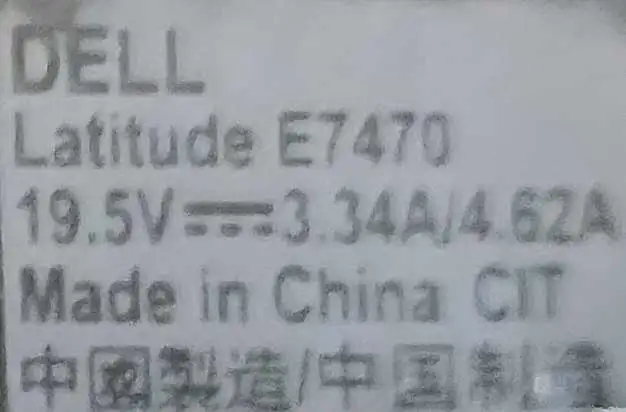 DELL
Latitude E7470
19.5V⎓3.34A/4.62A
Made in China CIT
中國製造/中国制造